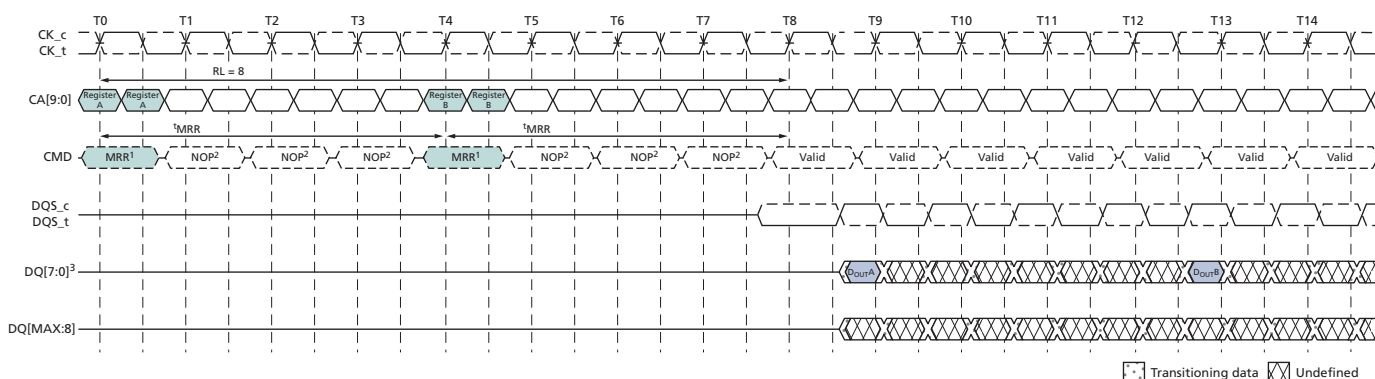 T0 T1 T2 T3 T4 T5 T6 T7 T8 T9 T10 T11 T12 T13 T14
CK_c
CK_t
RL = 8
CA[9:0] Register A Register A Register B Register B
tMRR tMRR
CMD MRR1 NOP2 NOP2 NOP2 MRR1 NOP2 NOP2 NOP2 Valid Valid Valid Valid Valid Valid Valid
DQS_c
DQS_t
DQ[7:0]3 DOUTA DOUTB
DQ[MAX:8]
Transitioning data Undefined